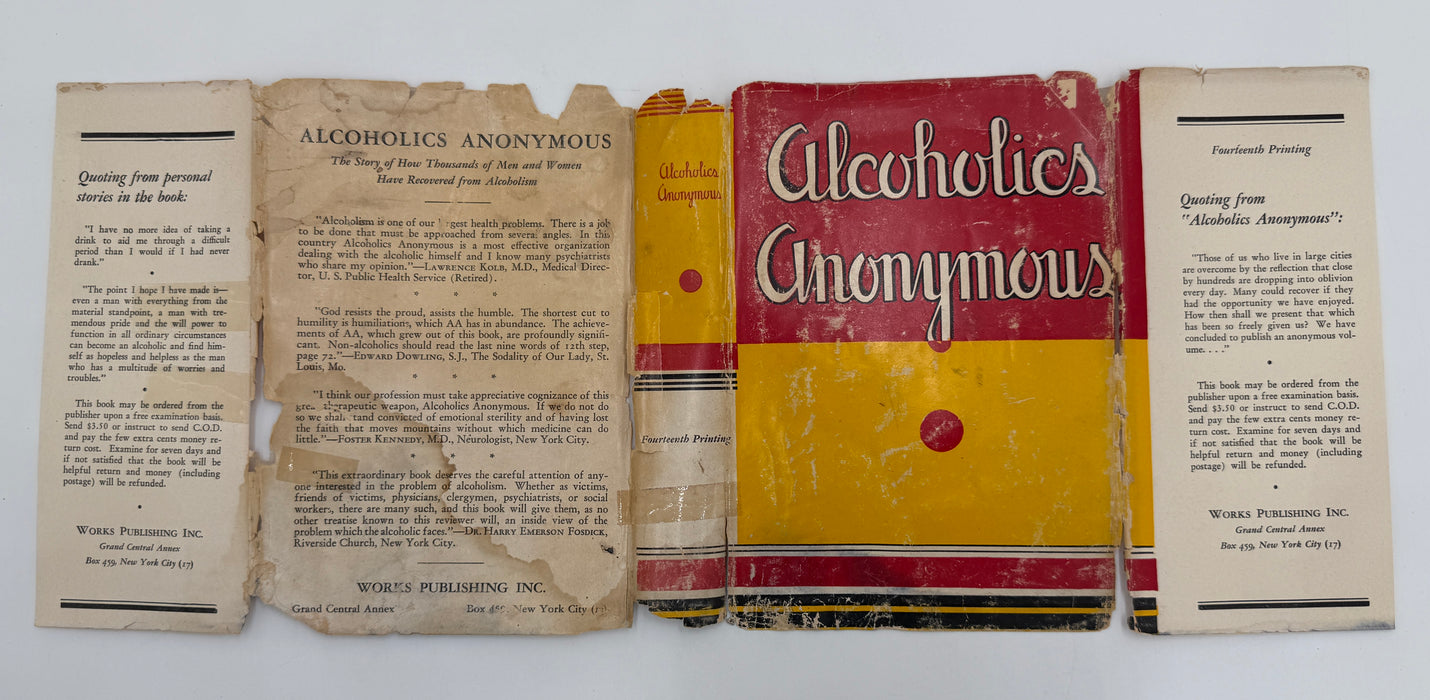 Quoting from personal
stories in the book:
"I have no more idea of taking a
drink to aid me through a difficult
period than I would if I had never
drank."
"The point I hope I have made is—
even a man with everything from the
material standpoint, a man with tre-
mendous pride and the will power to
function in all ordinary circumstances
can become an alcoholic and find him-
self as hopeless and helpless as the man
who has a multitude of worries and
troubles."
This book may be ordered from the
publisher upon a free examination basis.
Send $3.50 or instruct to send C.O.D.
and pay the few extra cents money re-
turn cost. Examine for seven days and
if not satisfied that the book will be
helpful return and money (including
postage) will be refunded.
WORKS PUBLISHING INC.
Grand Central Annex
Box 459, New York City (17)
ALCOHOLICS ANONYMOUS
The Story of How Thousands of Men and Women
Have Recovered from Alcoholism
"Alcoholism is one of our rgest health problems. There is a job
to be done that must be approached from several angles. In this
country Alcoholics Anonymous is a most effective organization
dealing with the alcoholic himself and I know many psychiatrists
who share my opinion."—LAWRENCE KOLB, M.D., Medical Direc-
tor, U. S. Public Health Service (Retired).
* * *
"God resists the proud, assists the humble. The shortest cut to
humility is humiliations, which AA has in abundance. The achieve-
ments of AA, which grew out of this book, are profoundly signifi-
cant. Non-alcoholics should read the last nine words of 12th step,
page 72."—EDWARD DOWLING, S.J., The Sodality of Our Lady, St.
Louis, Mo.
* * *
"I think our profession must take appreciative cognizance of this
therapeutic weapon, Alcoholics Anonymous. If we do not do
so we shall tand convicted of emotional sterility and of having lost
the faith that moves mountains without which medicine can do
little."—FOSTER KENNEDY, M.D., Neurologist, New York City.
* * *
"This extraordinary book deserves the careful attention of any-
one interested in the problem of alcoholism. Whether as victims,
friends of victims, physicians, clergymen, psychiatrists, or social
workers, there are many such, and this book will give them, as no
other treatise known to this reviewer will, an inside view of the
problem which the alcoholic faces."—DR. HARRY EMERSON FOSDICK,
Riverside Church, New York City.
WORKS PUBLISHING INC.
Grand Central Annex Box 459, New York City
Alcoholics
Anonymous
Fourteenth Printing
Alcoholics
Anonymous
Fourteenth Printing
Quoting from
"Alcoholics Anonymous":
"Those of us who live in large cities
are overcome by the reflection that close
by hundreds are dropping into oblivion
every day. Many could recover if they
had the opportunity we have enjoyed.
How then shall we present that which
has been so freely given us? We have
concluded to publish an anonymous vol-
ume. . . ."
This book may be ordered from the
publisher upon a free examination basis.
Send $3.50 or instruct to send C.O.D.
and pay the few extra cents money re-
turn cost. Examine for seven days and
if not satisfied that the book will be
helpful return and money (including
postage) will be refunded.
WORKS PUBLISHING INC.
Grand Central Annex
Box 459, New York City (17)